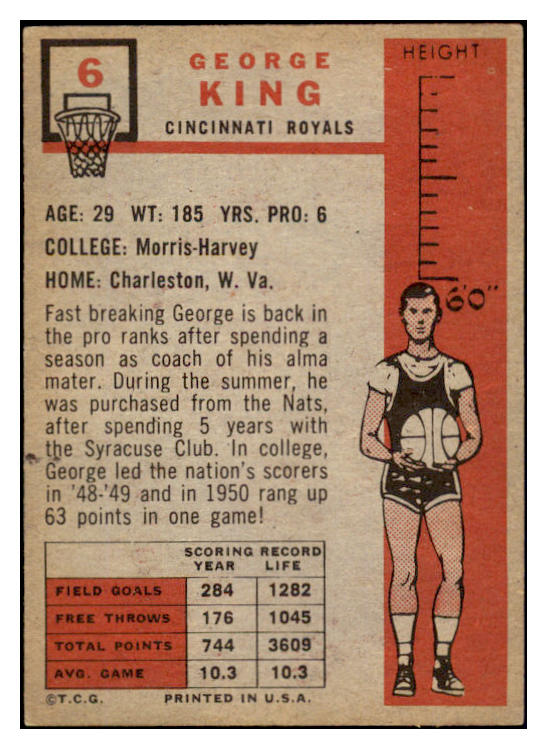 6
GEORGE
KING
CINCINNATI ROYALS
HEIGHT
6'0"
AGE: 29 WT: 185 YRS. PRO: 6
COLLEGE: Morris-Harvey
HOME: Charleston, W. Va.
Fast breaking George is back in
the pro ranks after spending a
season as coach of his alma
mater. During the summer, he
was purchased from the Nats,
after spending 5 years with
the Syracuse Club. In college,
George led the nation's scorers
in '48-'49 and in 1950 rang up
63 points in one game!
SCORING RECORD
YEAR LIFE
FIELD GOALS 284 1282
FREE THROWS 176 1045
TOTAL POINTS 744 3609
AVG. GAME 10.3 10.3
©T.C.G. PRINTED IN U.S.A.